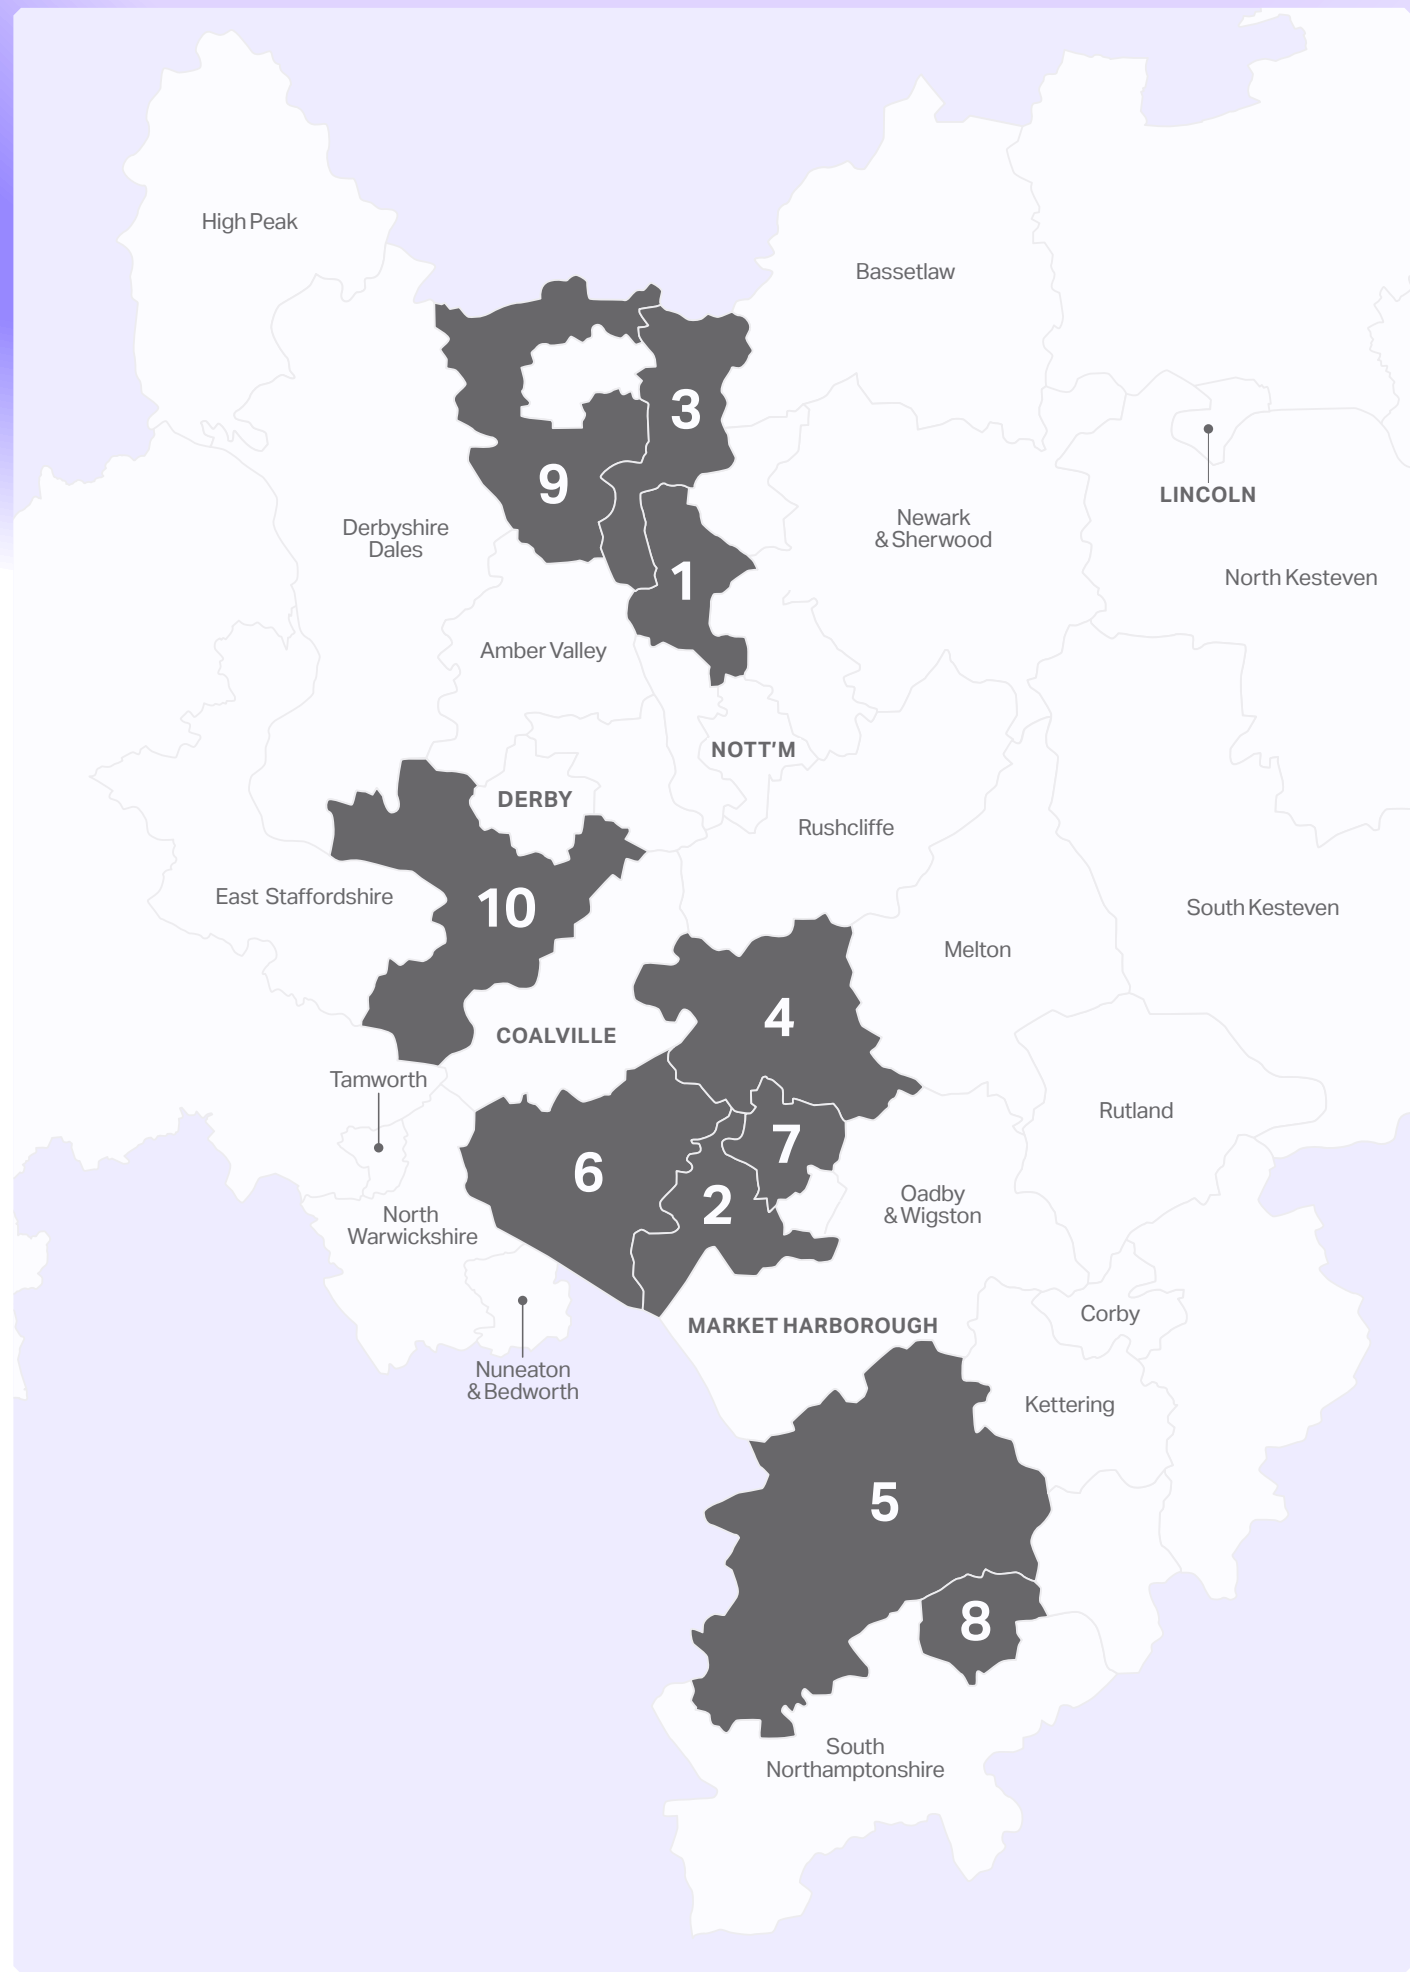 High Peak
Bassetlaw
3
9
LINCOLN
Newark
& Sherwood
Derbyshire
Dales
North Kesteven
1
Amber Valley
NOTT'M
DERBY
Rushcliffe
East Staffordshire
10
South Kesteven
Melton
4
COALVILLE
Tamworth
Rutland
7
6
2
Oadby
& Wigston
North
Warwickshire
Corby
MARKET HARBOROUGH
Nuneaton
& Bedworth
Kettering
5
8
South
Northamptonshire